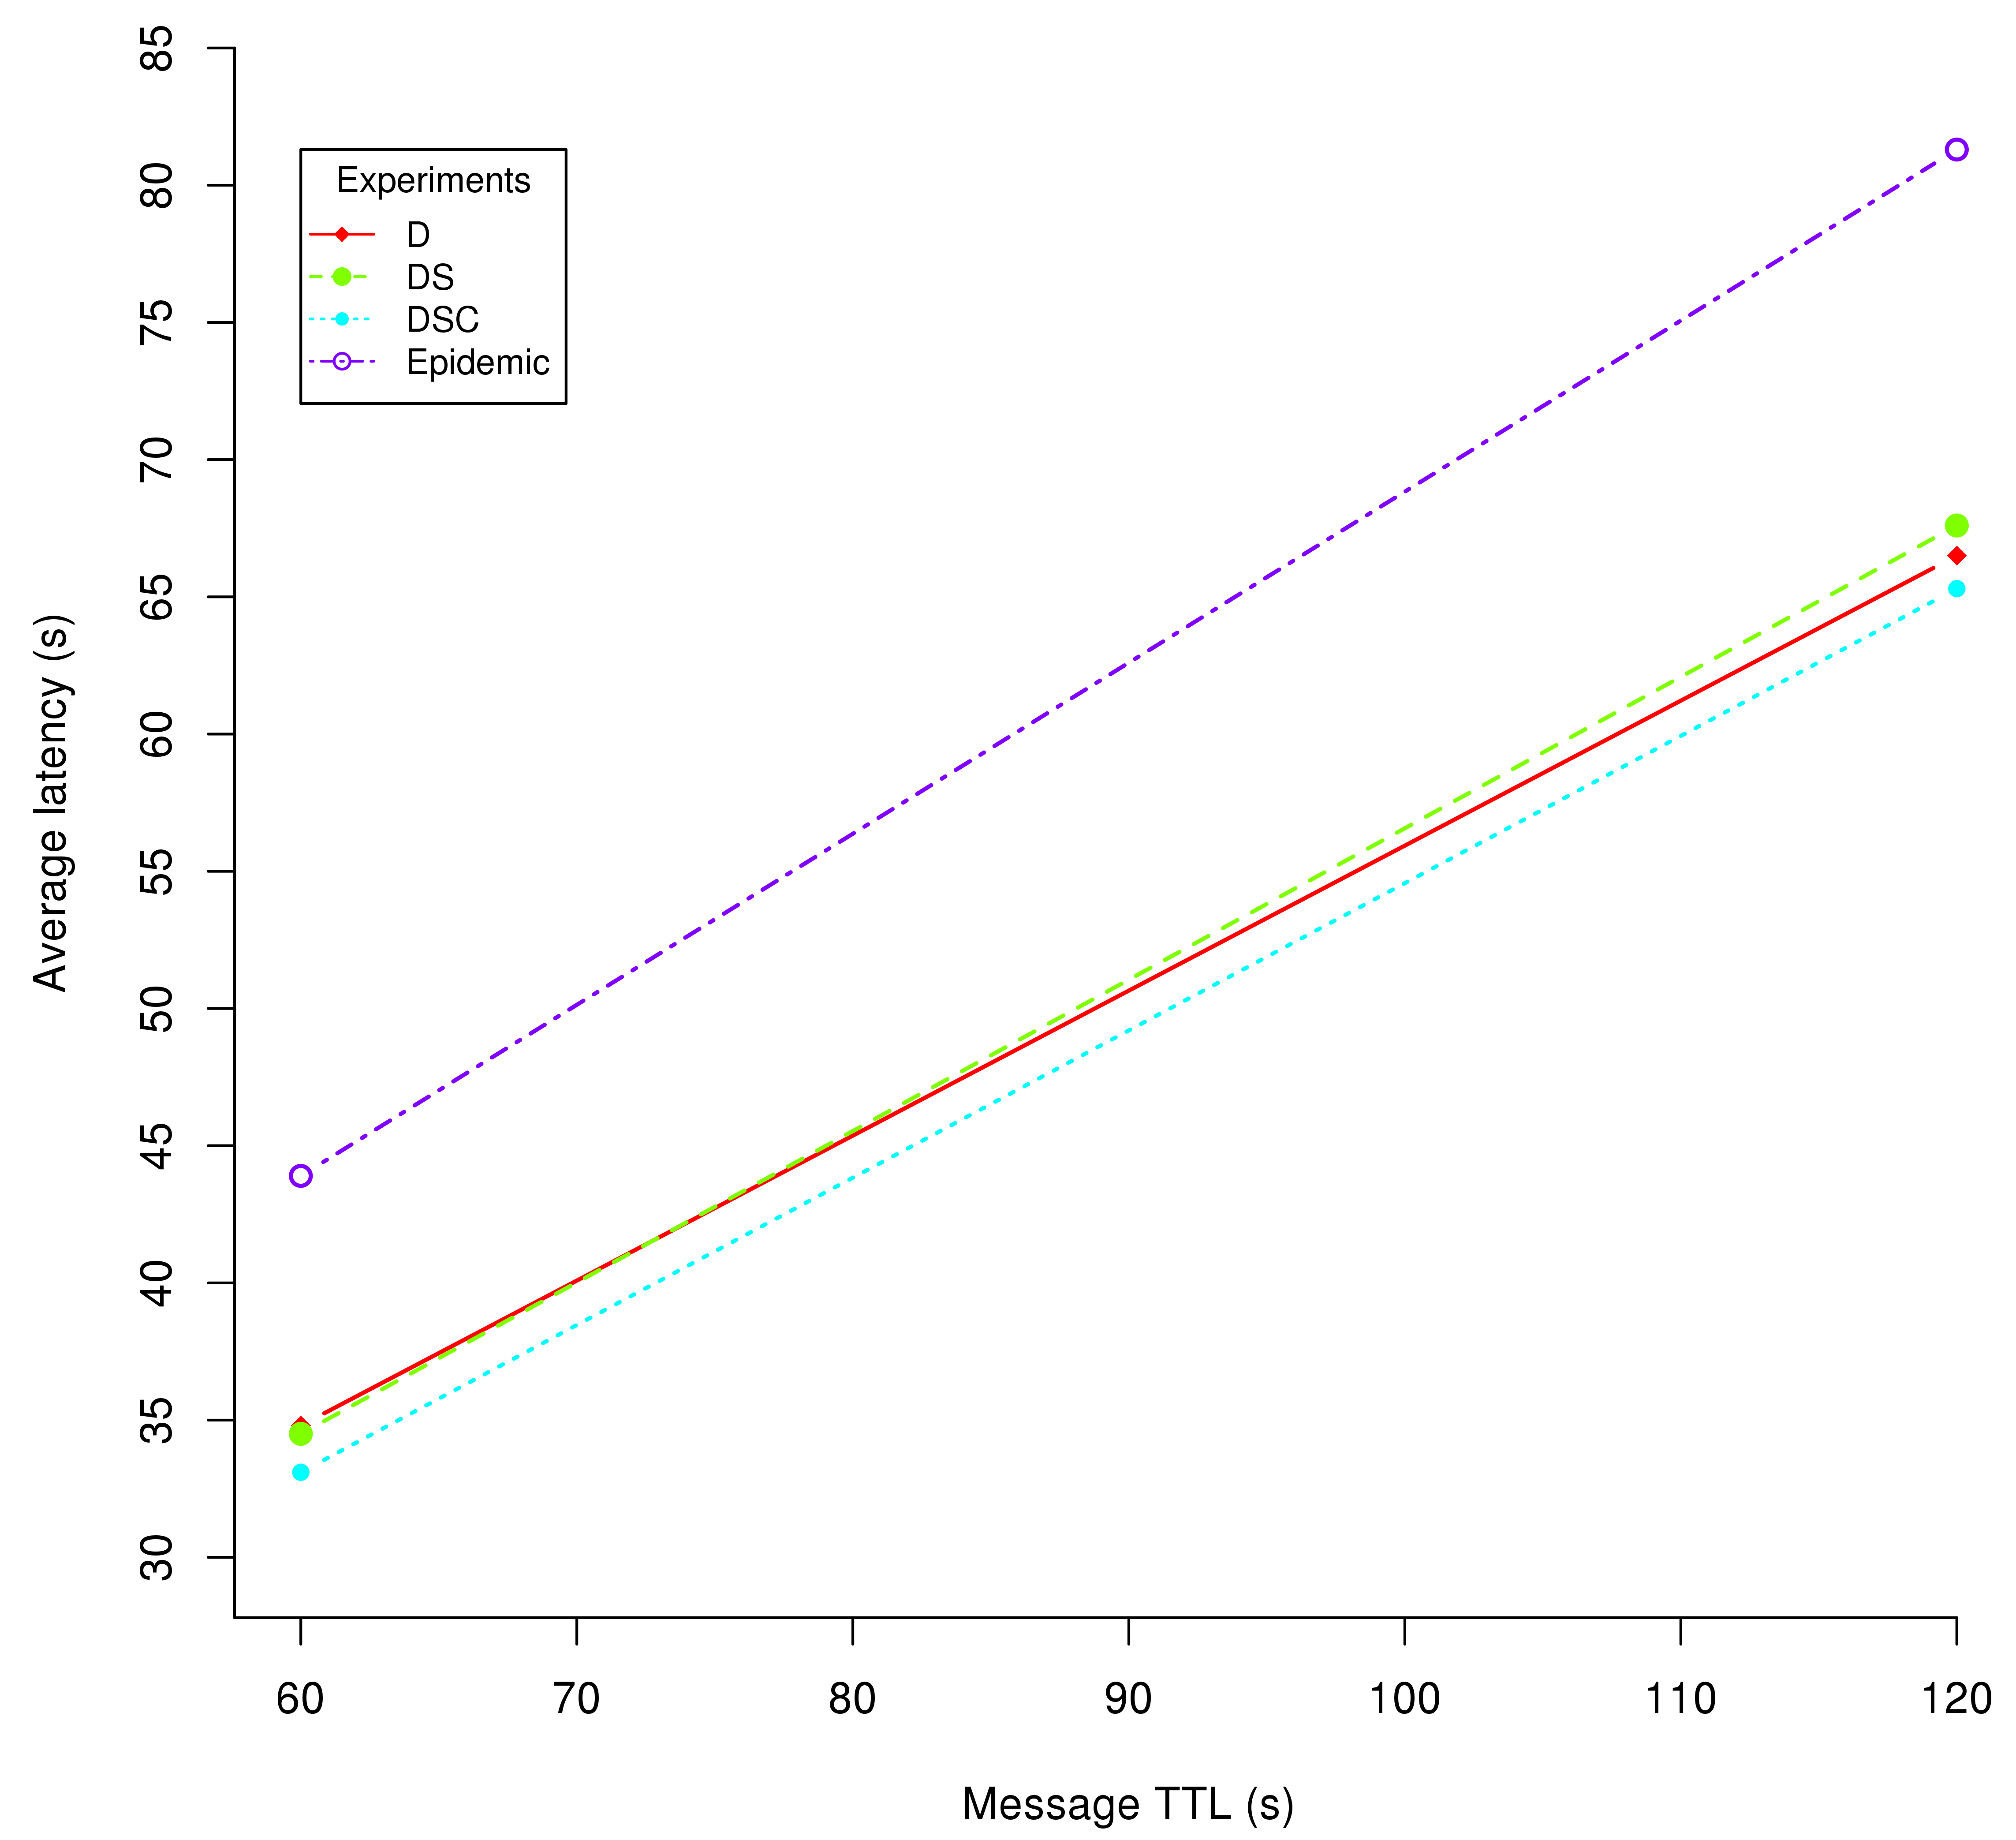 85
80
75
70
65
60
55
50
45
40
35
30
Average latency (s)
Experiments
D
DS
DSC
Epidemic
60 70 80 90 100 110 120
Message TTL (s)